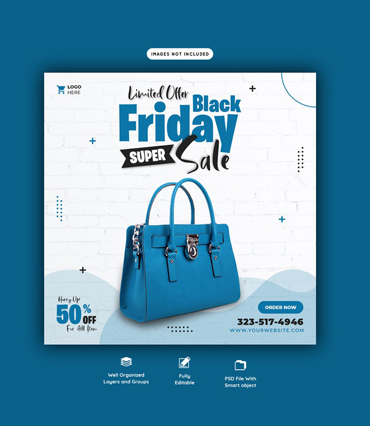 IMAGES NOT INCLUDED
LOGO
HERE
Limited Offer
Black
Friday
SUPER
Sale
Hurry Up!
50% OFF
For All Item
ORDER NOW
323-517-4946
WWW.YOURWEBSITE.COM
Well Organized
Layers and Groups
Fully
Editable
PSD File With
Smart object